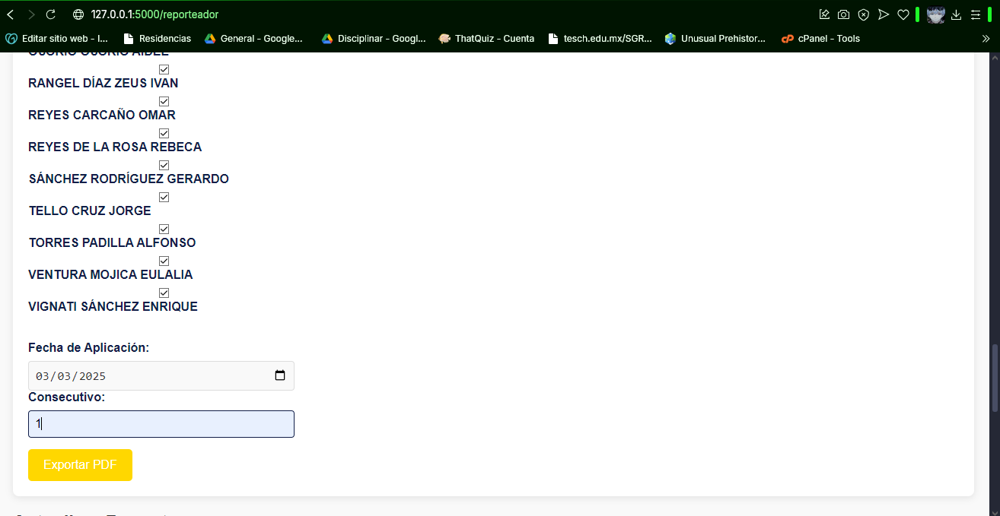 127.0.0.1:5000/reporteador
Editar sitio web - I... Residencias General - Google... Disciplinar - Googl... ThatQuiz - Cuenta tesch.edu.mx/SGR... Unusual Prehistor... cPanel - Tools
OSORIO OSORIO AIDEE
RANGEL DÍAZ ZEUS IVAN
REYES CARCAÑO OMAR
REYES DE LA ROSA REBECA
SÁNCHEZ RODRÍGUEZ GERARDO
TELLO CRUZ JORGE
TORRES PADILLA ALFONSO
VENTURA MOJICA EULALIA
VIGNATI SÁNCHEZ ENRIQUE
Fecha de Aplicación:
03/03/2025
Consecutivo:
1
Exportar PDF